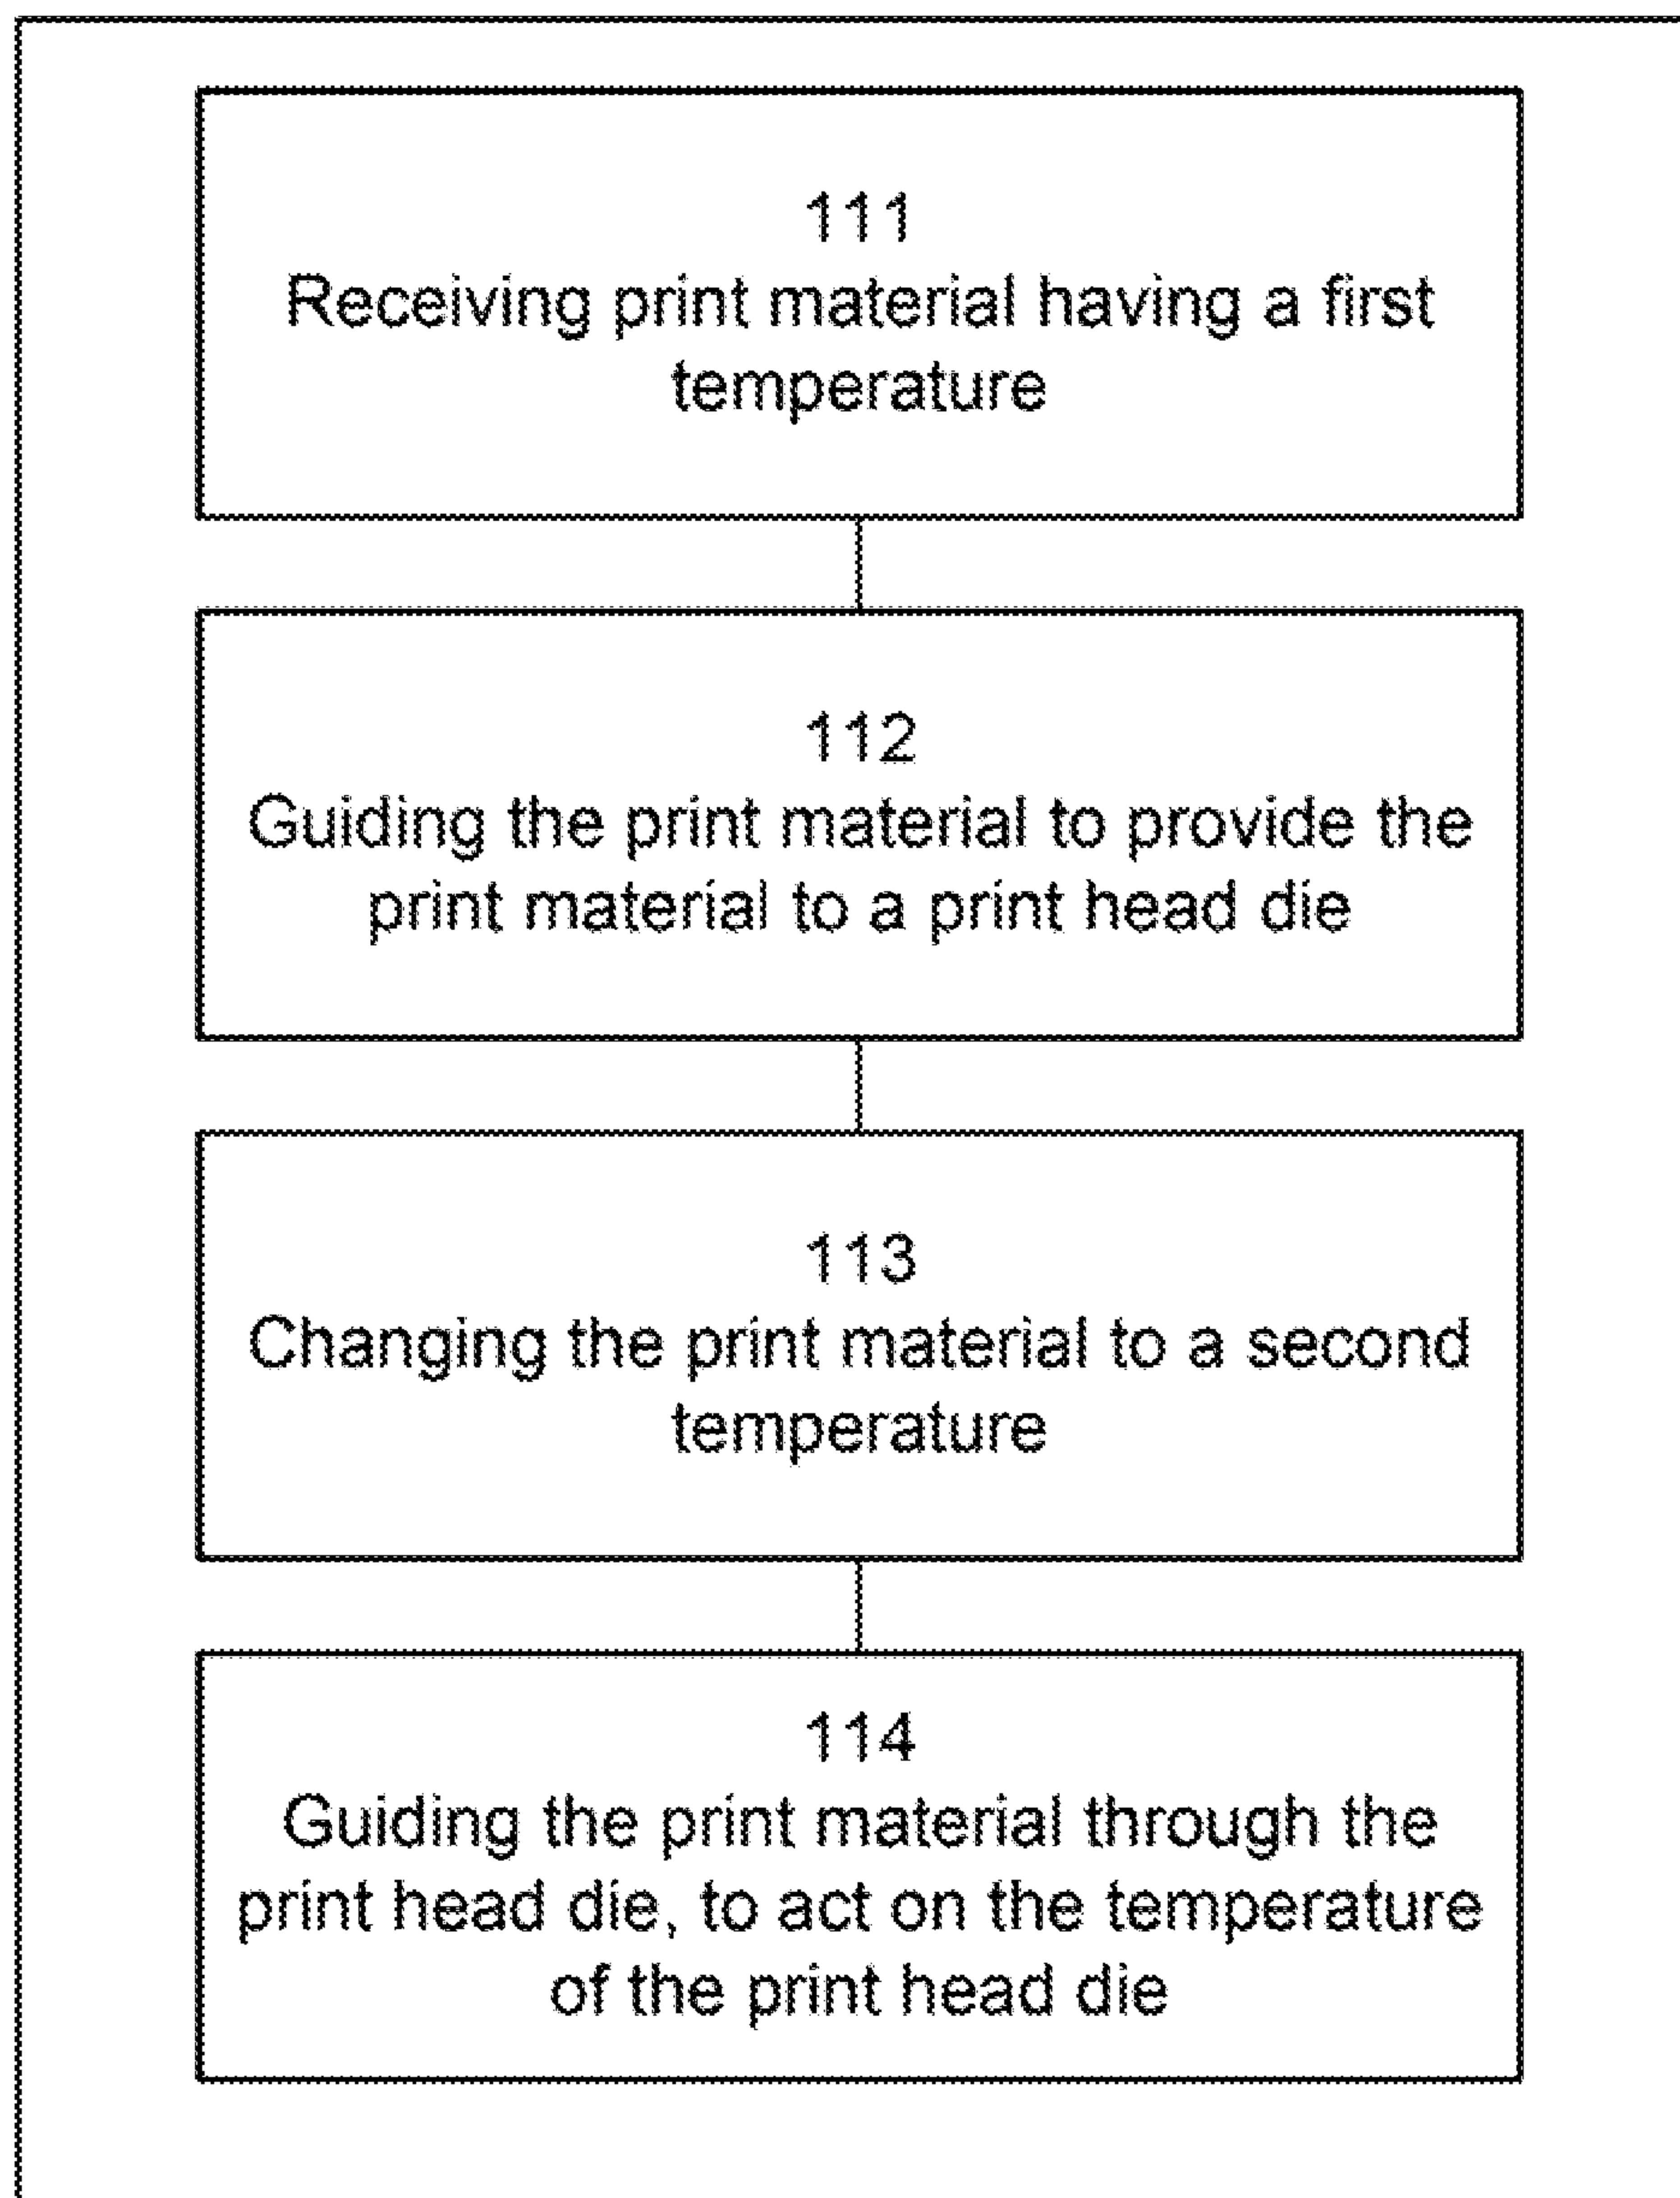 111
Receiving print material having a first
temperature
112
Guiding the print material to provide the
print material to a print head die
113
Changing the print material to a second
temperature
114
Guiding the print material through the
print head die, to act on the temperature
of the print head die